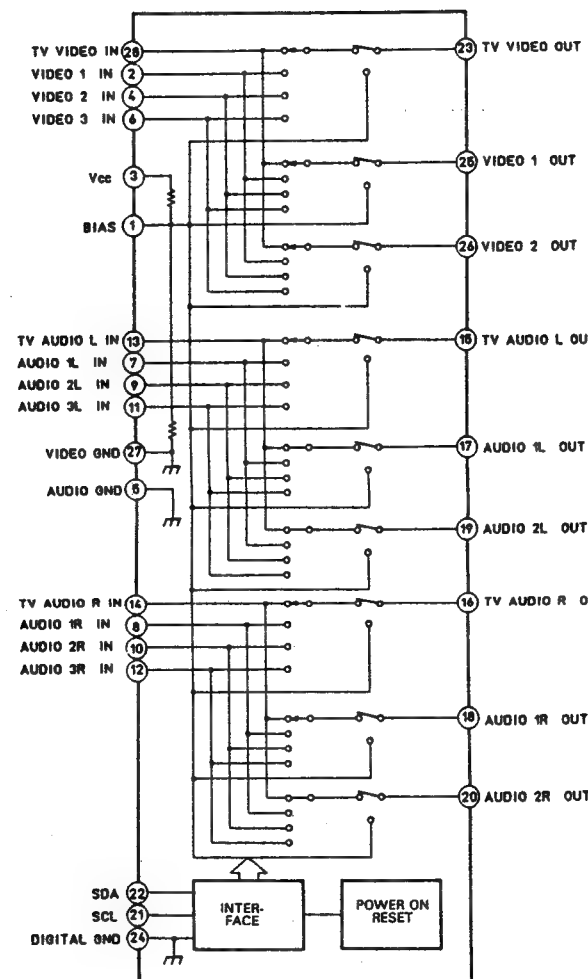 TV VIDEO IN 28
VIDEO 1 IN 2
VIDEO 2 IN 4
VIDEO 3 IN 6
Vcc 3
BIAS 1
TV AUDIO L IN 13
AUDIO 1L IN 7
AUDIO 2L IN 9
AUDIO 3L IN 11
VIDEO GND 27
AUDIO GND 5
TV AUDIO R IN 14
AUDIO 1R IN 8
AUDIO 2R IN 10
AUDIO 3R IN 12
SDA 22
SCL 21
DIGITAL GND 24
INTER-
FACE
POWER ON
RESET
23 TV VIDEO OUT
25 VIDEO 1 OUT
26 VIDEO 2 OUT
15 TV AUDIO L OU
17 AUDIO 1L OUT
19 AUDIO 2L OUT
16 TV AUDIO R O
18 AUDIO 1R OUT
20 AUDIO 2R OUT